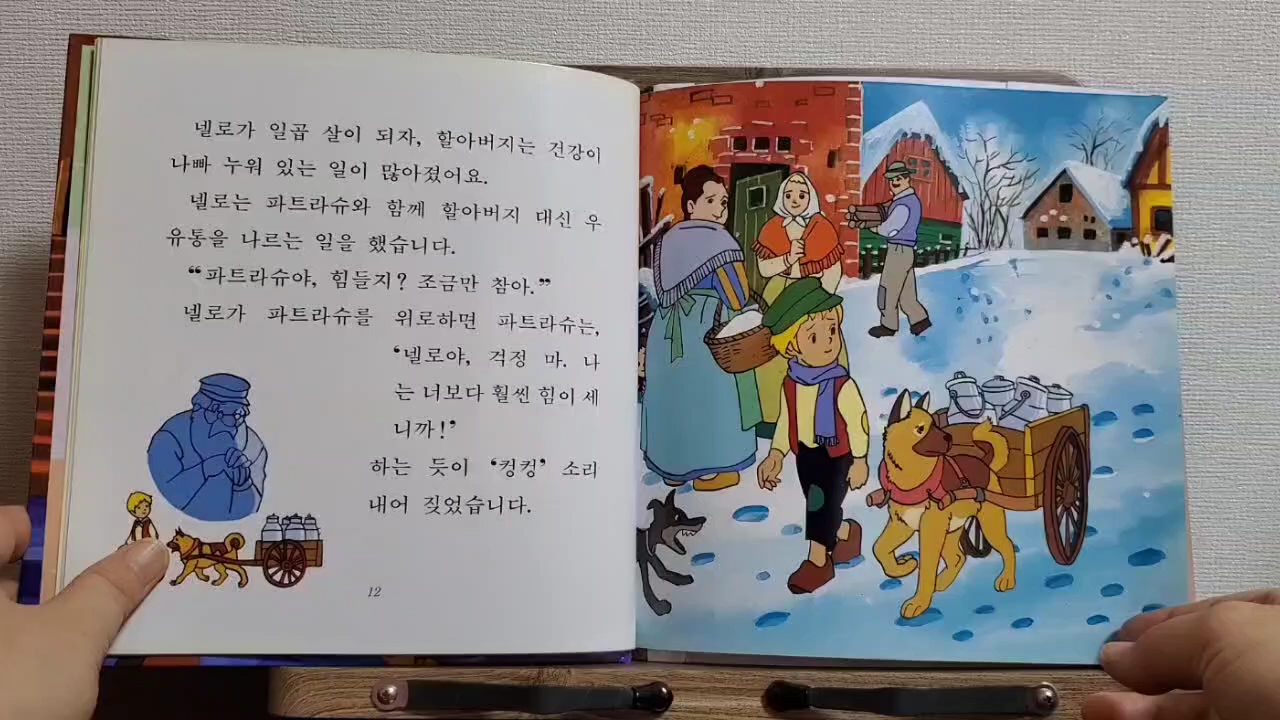 넬로가 일곱 살이 되자, 할아버지는 건강이
나빠 누워 있는 일이 많아졌어요.
넬로는 파트라슈와 함께 할아버지 대신 우
유통을 나르는 일을 했습니다.
“파트라슈야, 힘들지? 조금만 참아.”
넬로가 파트라슈를 위로하면 파트라슈는,
‘넬로야, 걱정 마. 나
는 너보다 훨씬 힘이 세
니까!’
하는 듯이 ‘컹컹’ 소리
내어 짖었습니다.
12